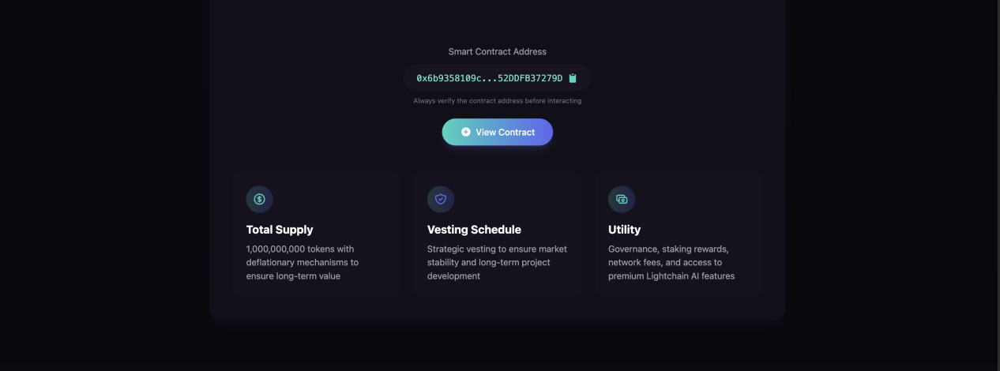 Smart Contract Address
0x6b9358109c...52DDFB37279D
Always verify the contract address before interacting
View Contract
Total Supply
1,000,000,000 tokens with
deflationary mechanisms to
ensure long-term value
Vesting Schedule
Strategic vesting to ensure market
stability and long-term project
development
Utility
Governance, staking rewards,
network fees, and access to
premium Lightchain AI features